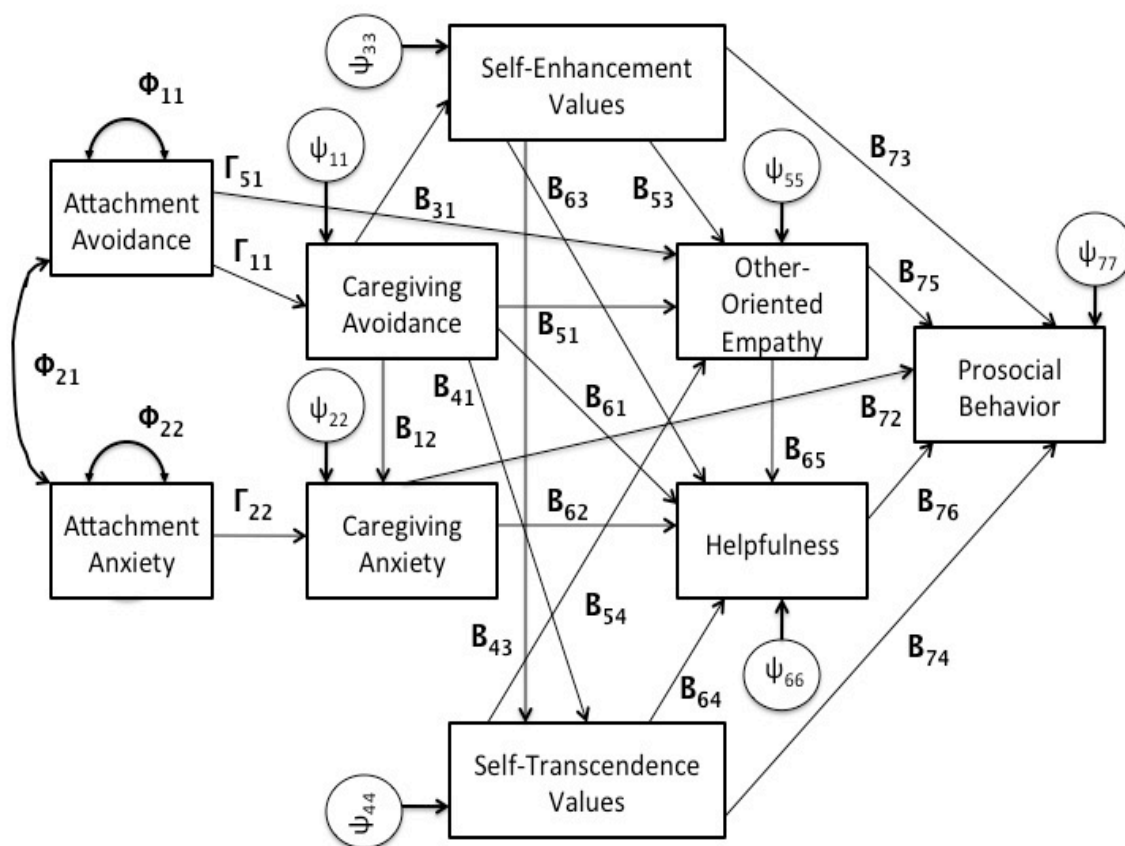 Ψ33
Self-Enhancement
Values
Φ11
Ψ11
Γ51
B73
Attachment
Avoidance
B31
B63
B53
Ψ55
Γ11
Ψ77
Caregiving
Avoidance
Other-
Oriented
Empathy
B75
B51
Φ21
B41
B61
Prosocial
Behavior
Ψ22
B12
B72
Φ22
B65
Attachment
Anxiety
Γ22
Caregiving
Anxiety
B62
Helpfulness
B76
B43
B54
B64
Ψ66
B74
Self-Transcendence
Values
Ψ44